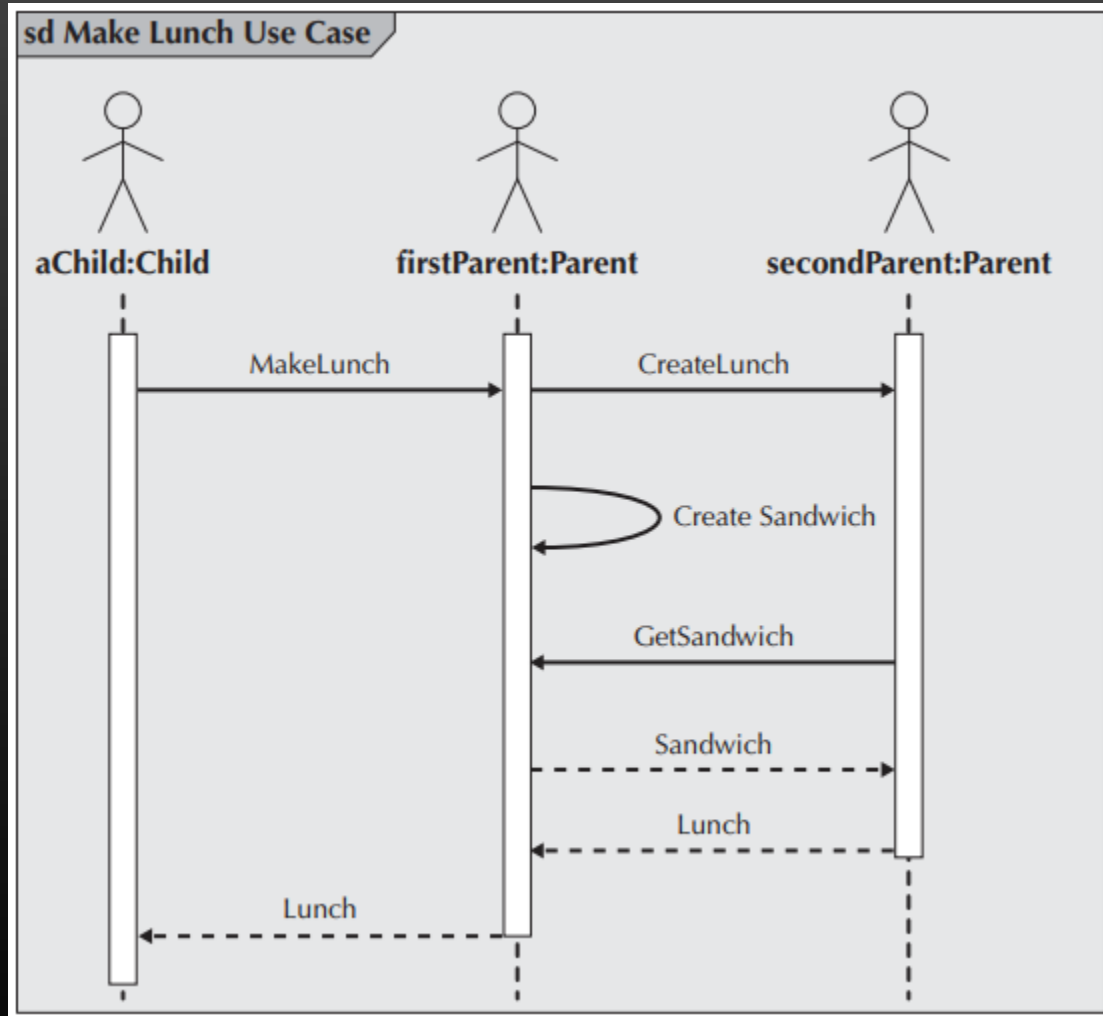 sd Make Lunch Use Case
aChild:Child
firstParent:Parent
secondParent:Parent
MakeLunch
CreateLunch
Create Sandwich
GetSandwich
Sandwich
Lunch
Lunch